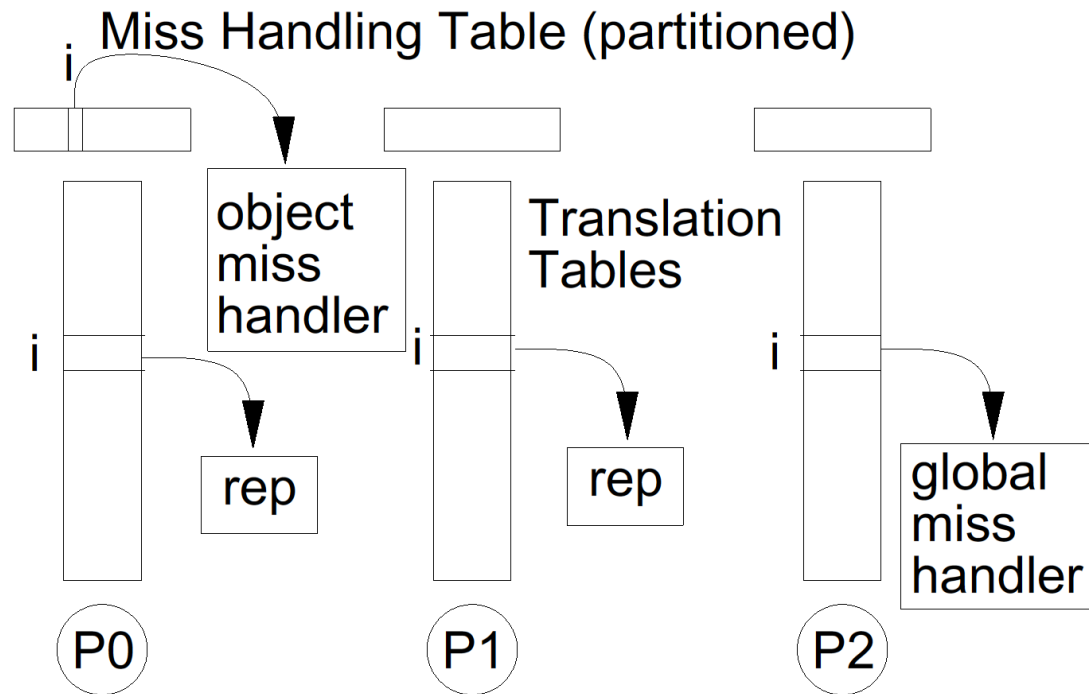 Miss Handling Table (partitioned)
i
object
miss
handler
Translation
Tables
i
i
i
rep
rep
global
miss
handler
P0
P1
P2